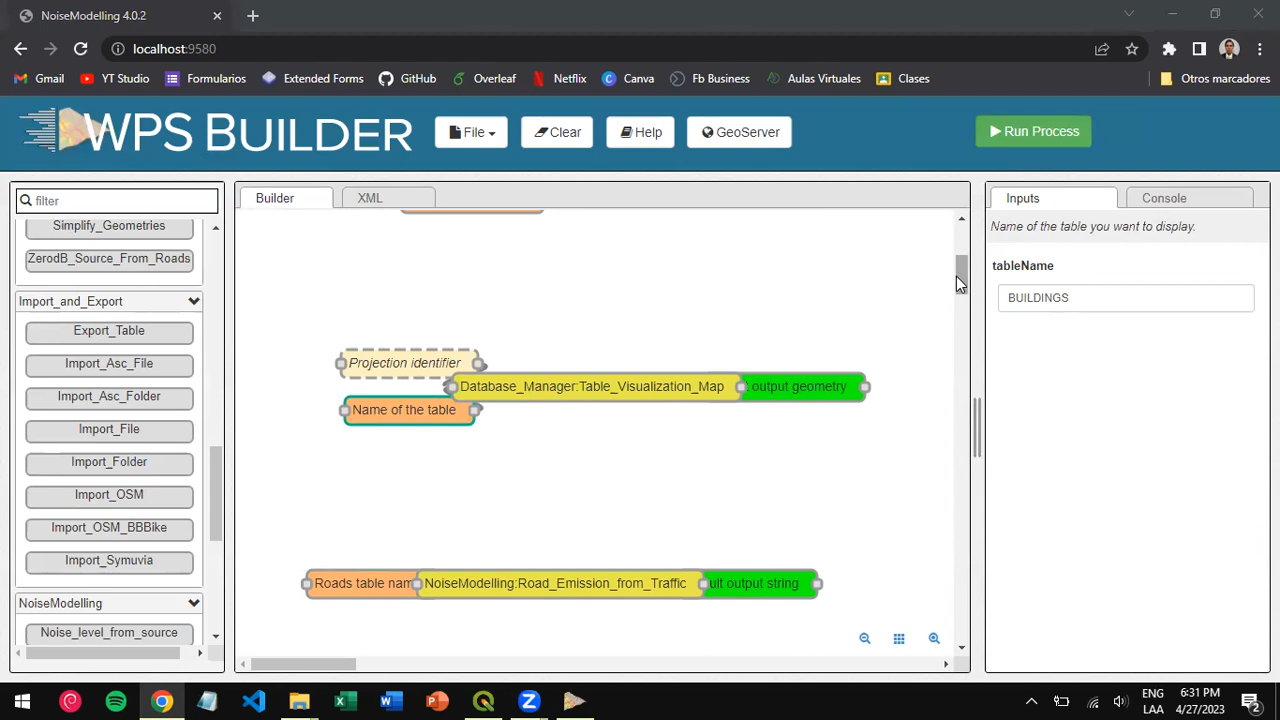 NoiseModelling 4.0.2
localhost:9580
Gmail YT Studio Formularios Extended Forms GitHub Overleaf Netflix Canva Fb Business Aulas Virtuales Clases Otros marcadores
WPS BUILDER File Clear Help GeoServer Run Process
filter
Simplify_Geometries
ZerodB_Source_From_Roads
Import_and_Export
Export_Table
Import_Asc_File
Import_Asc_Folder
Import_File
Import_Folder
Import_OSM
Import_OSM_BBBike
Import_Symuvia
NoiseModelling
Noise_level_from_source
Builder XML
Projection identifier
Database_Manager:Table_Visualization_Map output geometry
Name of the table
Roads table nam NoiseModelling:Road_Emission_from_Traffic ult output string
Inputs Console
Name of the table you want to display.
tableName
BUILDINGS
ENG
LAA
6:31 PM
4/27/2023
2